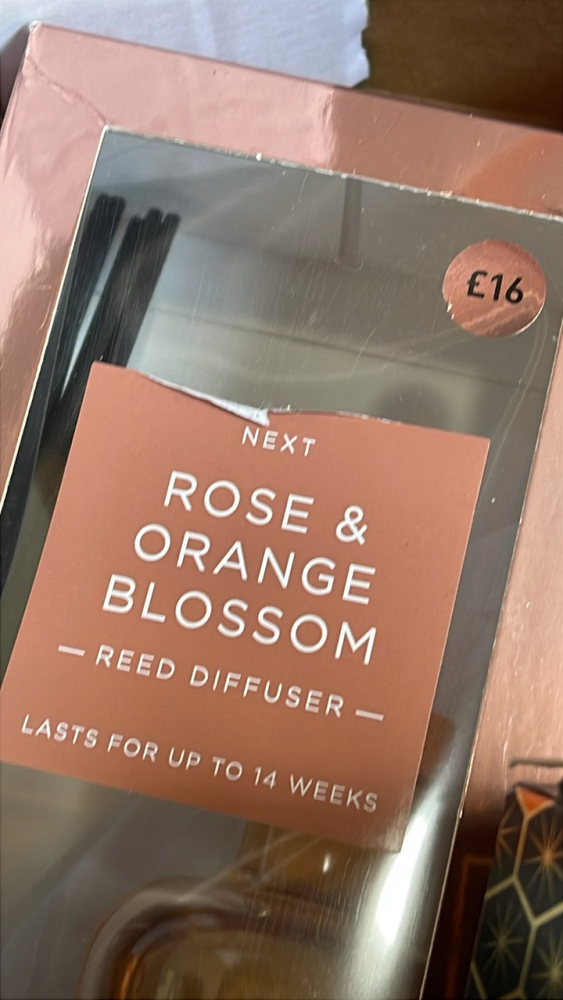 £16
NEXT
ROSE &
ORANGE
BLOSSOM
— REED DIFFUSER —
LASTS FOR UP TO 14 WEEKS